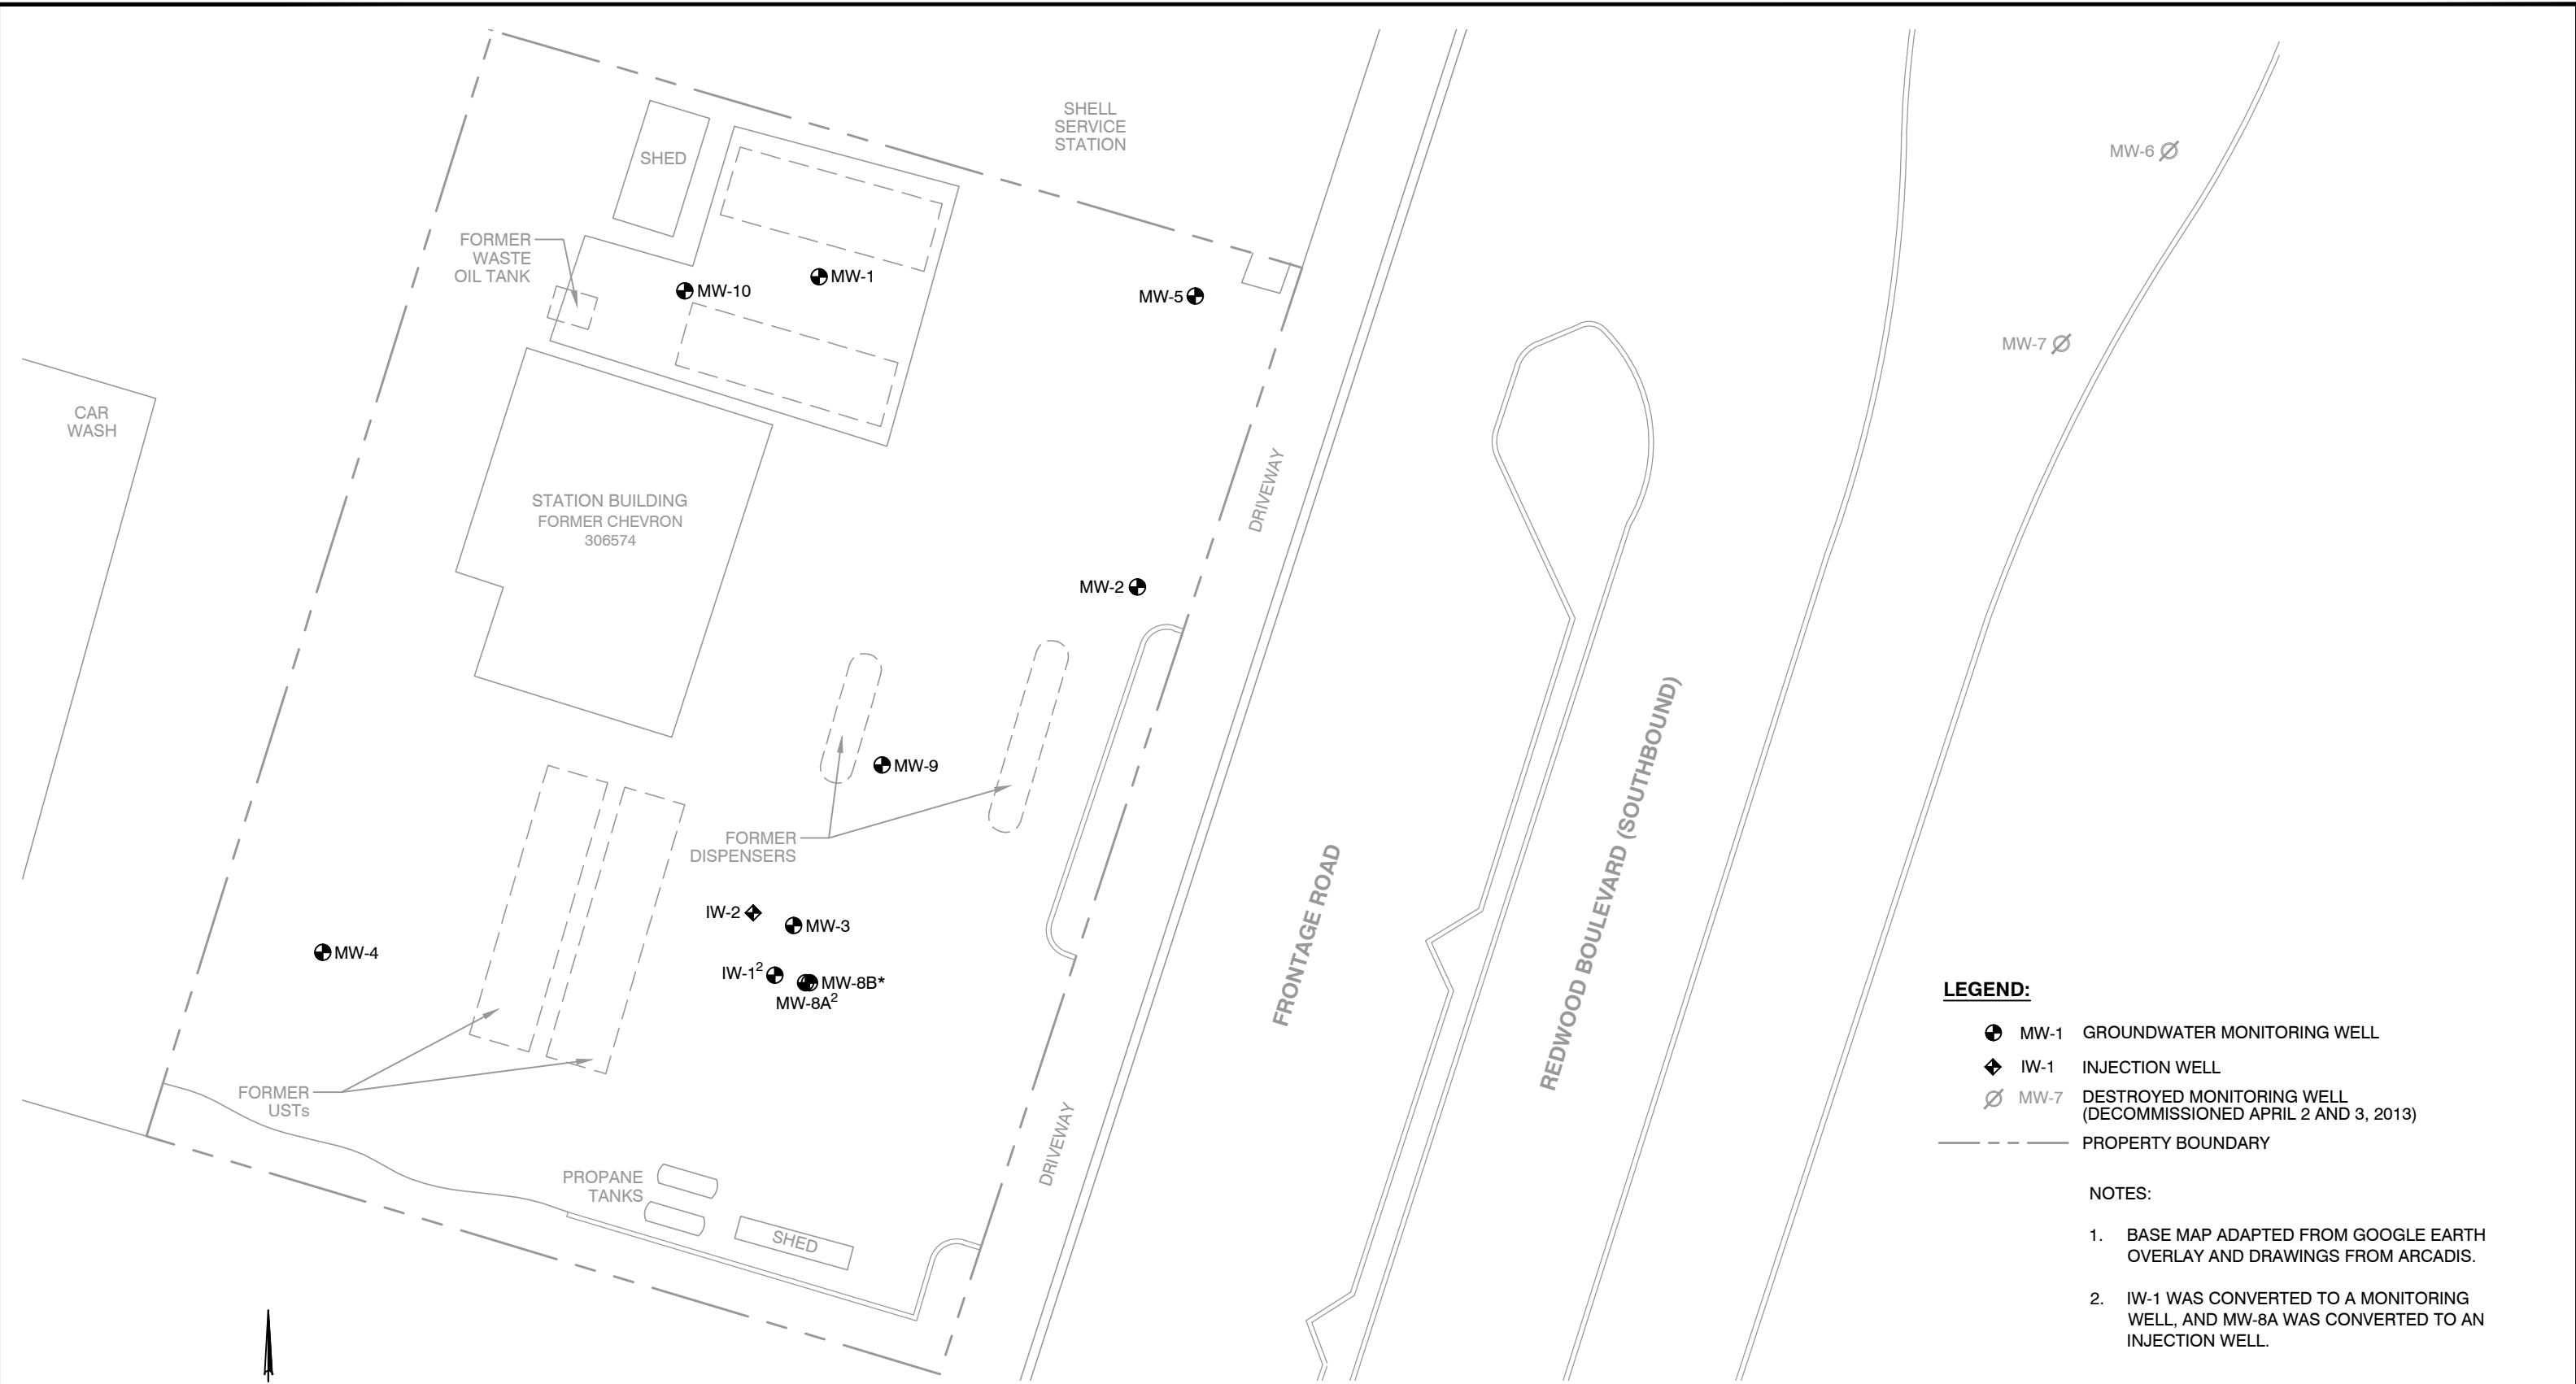 SHELL
SERVICE
STATION
MW-6
SHED
FORMER
WASTE
OIL TANK
MW-10
MW-1
MW-5
MW-7
CAR
WASH
STATION BUILDING
FORMER CHEVRON
306574
DRIVEWAY
MW-2
MW-9
FORMER
DISPENSERS
REDWOOD BOULEVARD (SOUTHBOUND)
FRONTAGE ROAD
IW-2
MW-3
MW-4
IW-1²
MW-8B*
MW-8A²
FORMER
USTs
DRIVEWAY
PROPANE
TANKS
SHED
LEGEND:
MW-1 GROUNDWATER MONITORING WELL
IW-1 INJECTION WELL
MW-7 DESTROYED MONITORING WELL
(DECOMMISSIONED APRIL 2 AND 3, 2013)
PROPERTY BOUNDARY
NOTES:
1. BASE MAP ADAPTED FROM GOOGLE EARTH
OVERLAY AND DRAWINGS FROM ARCADIS.
2. IW-1 WAS CONVERTED TO A MONITORING
WELL, AND MW-8A WAS CONVERTED TO AN
INJECTION WELL.